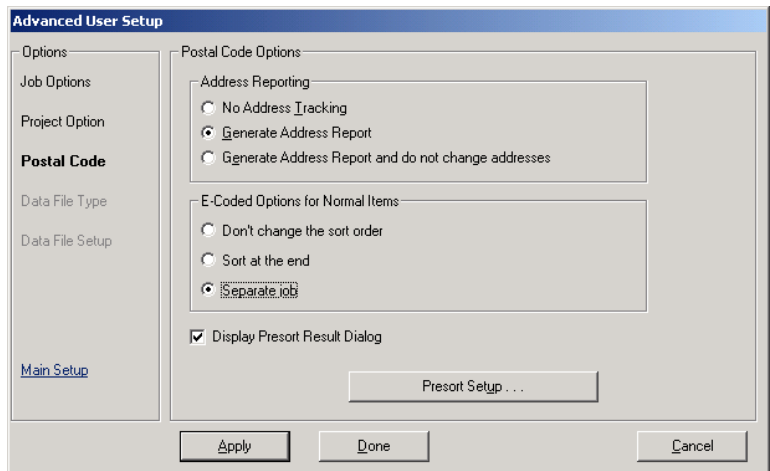 Advanced User Setup
Options
Job Options
Project Option
Postal Code
Data File Type
Data File Setup
Main Setup
Postal Code Options
Address Reporting
No Address Tracking
Generate Address Report
Generate Address Report and do not change addresses
E-Coded Options for Normal Items
Don't change the sort order
Sort at the end
Separate job
Display Presort Result Dialog
Presort Setup . . .
Apply
Done
Cancel